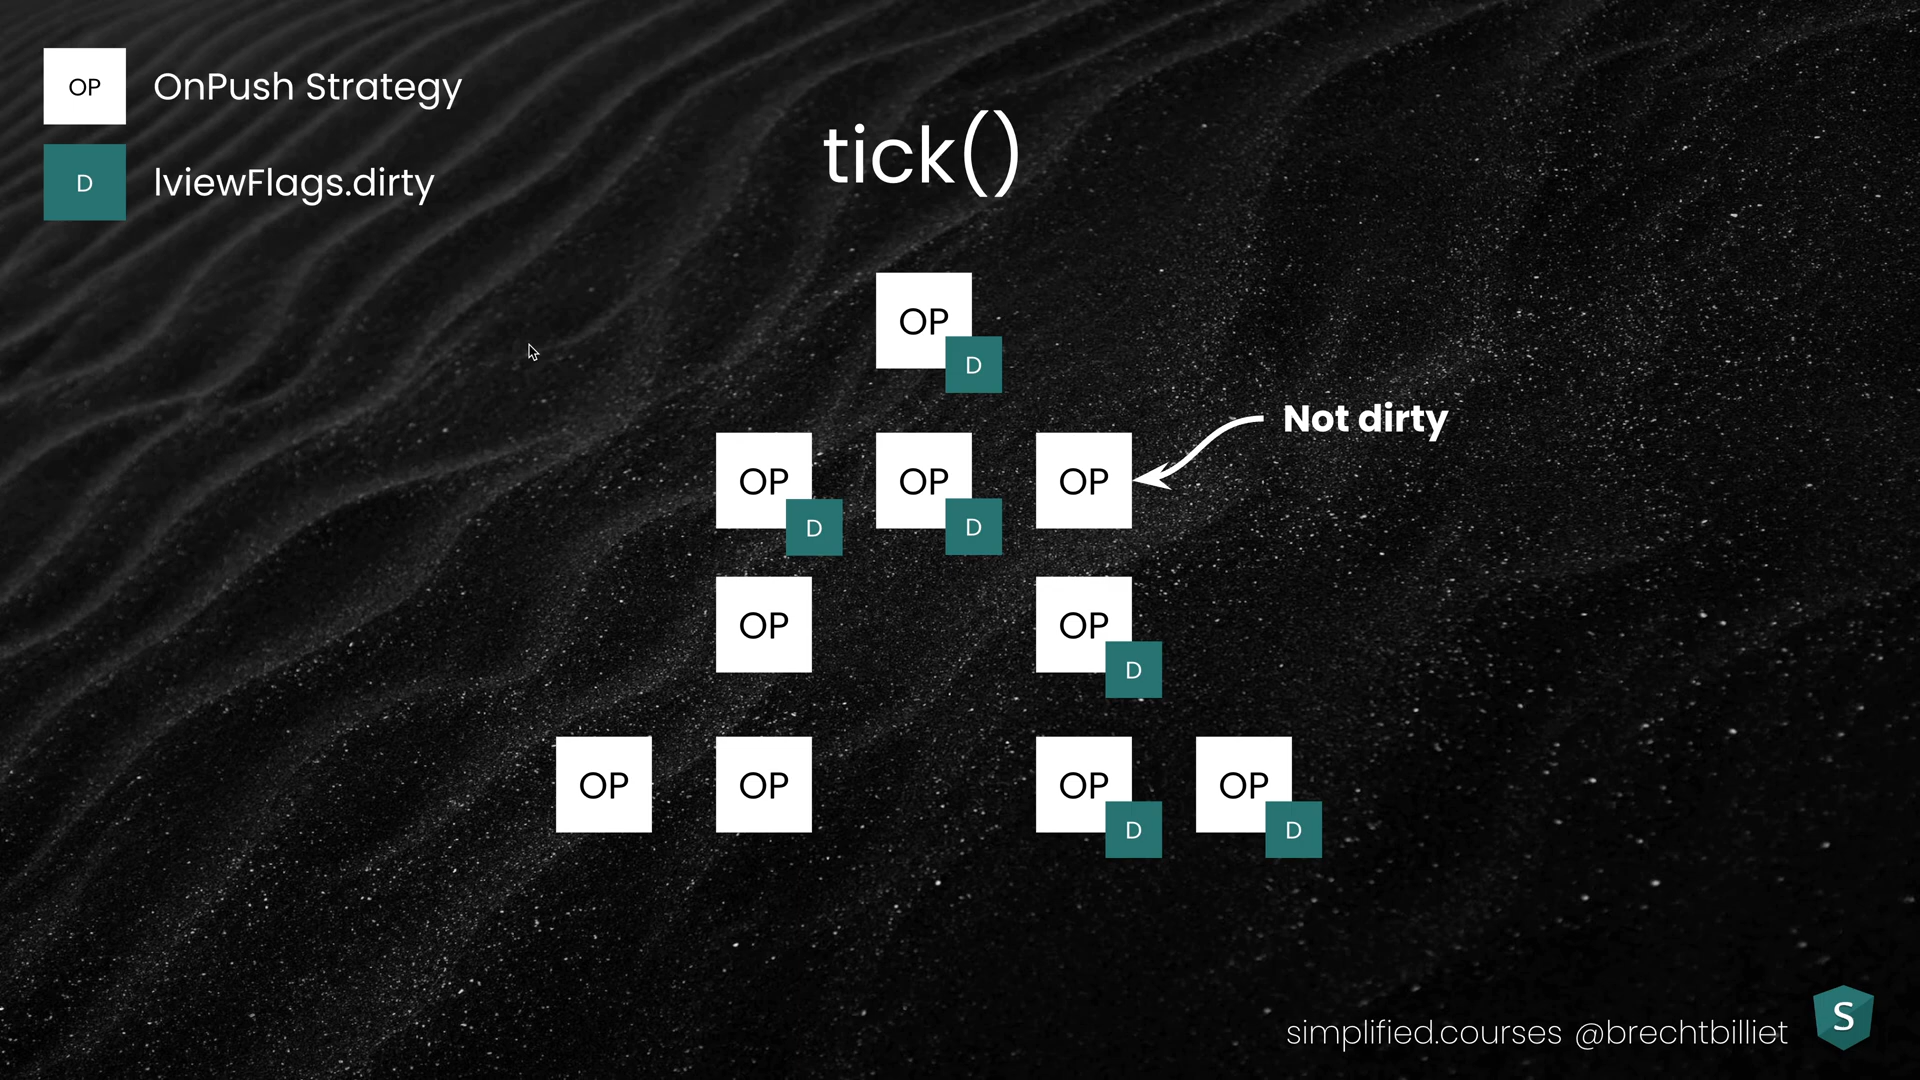 OP OnPush Strategy
D lviewFlags.dirty
tick()
OP
D
Not dirty
OP OP OP
D D
OP OP
D
OP OP OP OP
D D
simplified.courses @brechtbilliet S